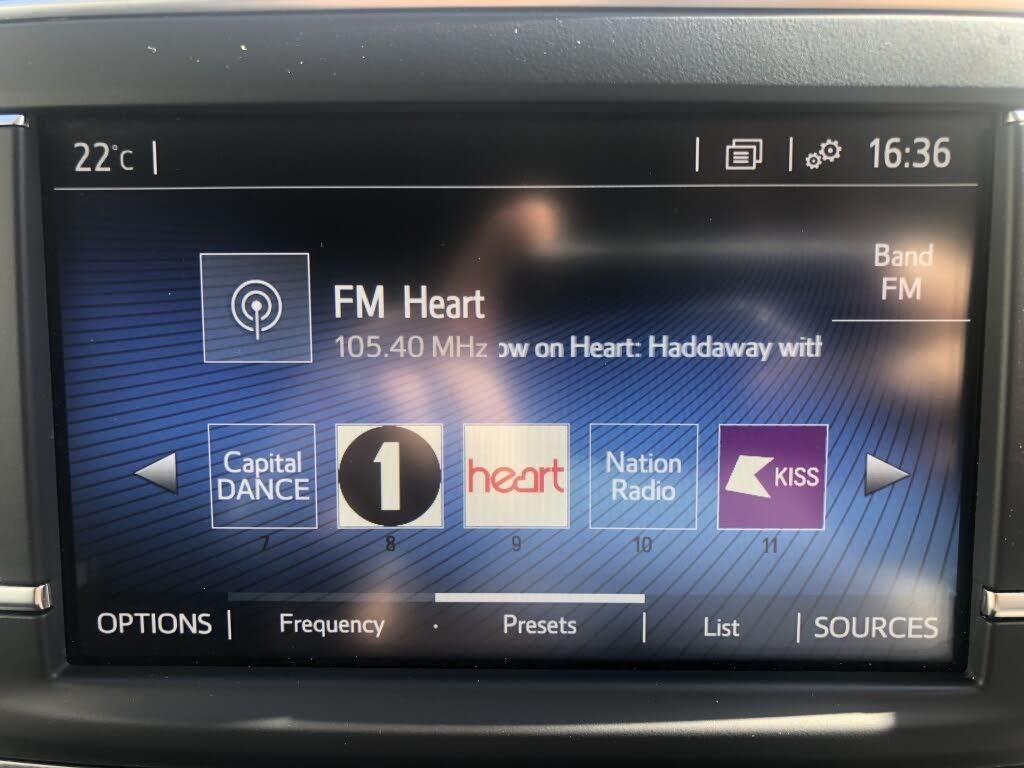 22°C
16:36
Band
FM
FM Heart
105.40 MHz ow on Heart: Haddaway with
Capital
DANCE
1
heart
Nation
Radio
KISS
7 8 9 10 11
OPTIONS Frequency · Presets List SOURCES